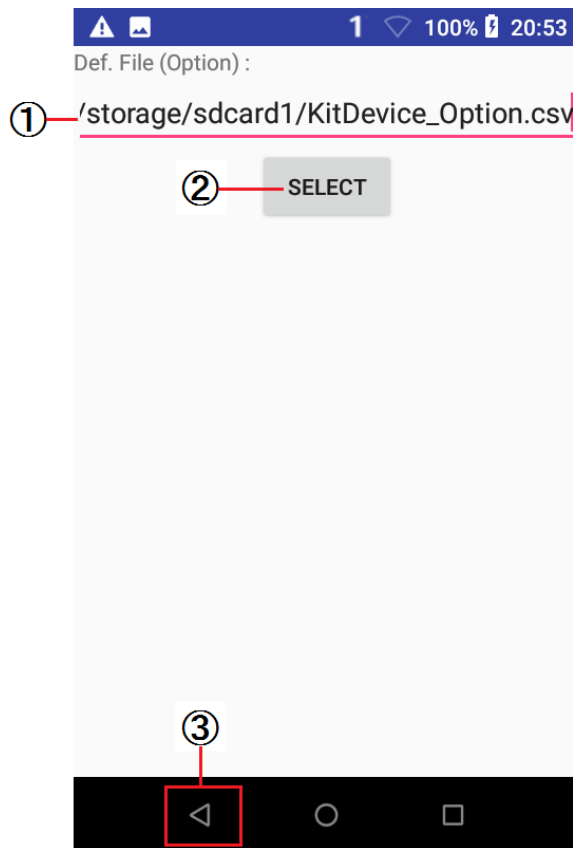 1 100% 20:53
Def. File (Option) :
① /storage/sdcard1/KitDevice_Option.csv
② SELECT
③